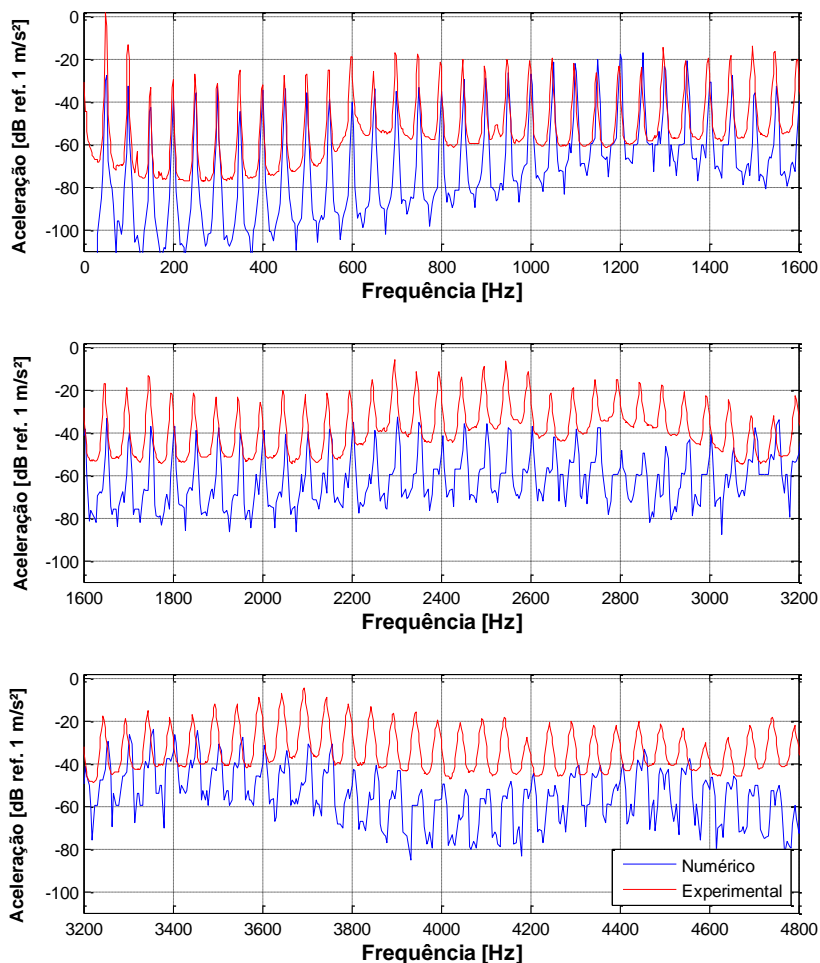 Aceleração [dB ref. 1 m/s²]
0
-20
-40
-60
-80
-100
0 200 400 600 800 1000 1200 1400 1600
Frequência [Hz]
Aceleração [dB ref. 1 m/s²]
0
-20
-40
-60
-80
-100
1600 1800 2000 2200 2400 2600 2800 3000 3200
Frequência [Hz]
Aceleração [dB ref. 1 m/s²]
0
-20
-40
-60
-80
-100
Numérico
Experimental
3200 3400 3600 3800 4000 4200 4400 4600 4800
Frequência [Hz]